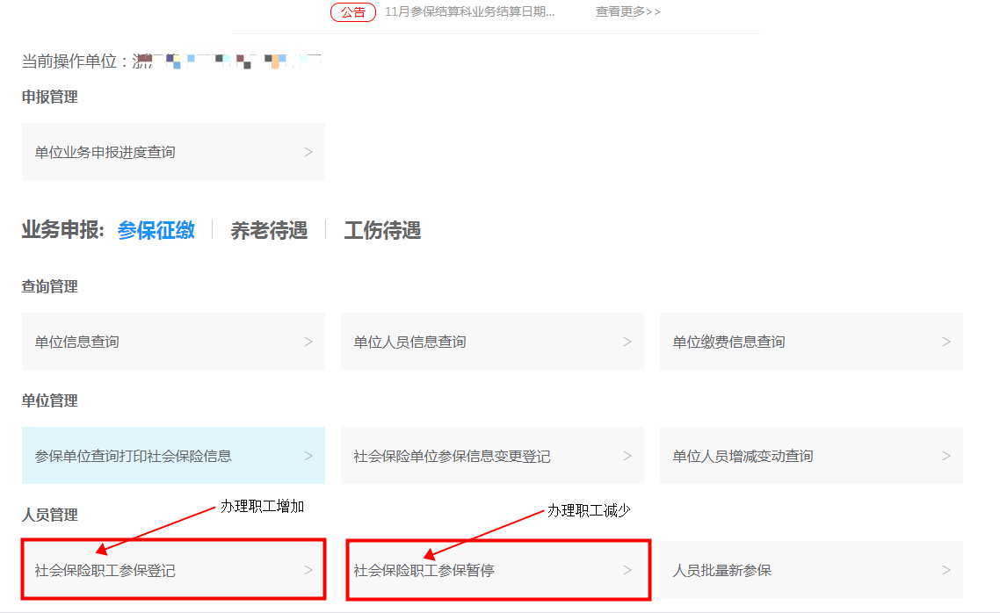 公告 11月参保结算科业务结算日期... 查看更多>>
当前操作单位：浙
申报管理
单位业务申报进度查询 >
业务申报: 参保征缴 养老待遇 工伤待遇
查询管理
单位信息查询 > 单位人员信息查询 > 单位缴费信息查询 >
单位管理
参保单位查询打印社会保险信息 > 社会保险单位参保信息变更登记 > 单位人员增减变动查询 >
人员管理 办理职工增加 办理职工减少
社会保险职工参保登记 > 社会保险职工参保暂停 > 人员批量新参保 >